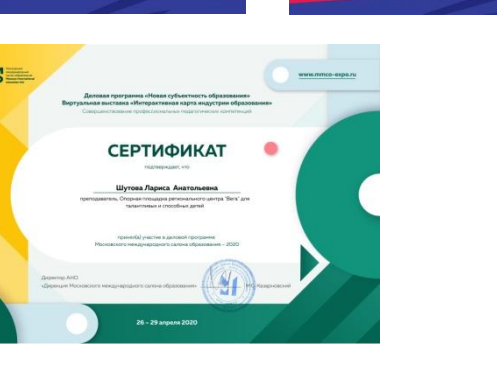 www.mmco-expo.ru
Деловая программа «Новая субъектность образования»
Виртуальная выставка «Интерактивная карта индустрии образования»
Совершенствование профессиональных педагогических компетенций
СЕРТИФИКАТ
подтверждает, что
Шутова Лариса Анатольевна
преподаватель, Опорная площадка регионального центра "Вега" для
талантливых и способных детей
принял(а) участие в деловой программе
Московского международного салона образования – 2020
Директор АНО
«Дирекция Московского международного салона образования» М.С. Казарновский
26 – 29 апреля 2020